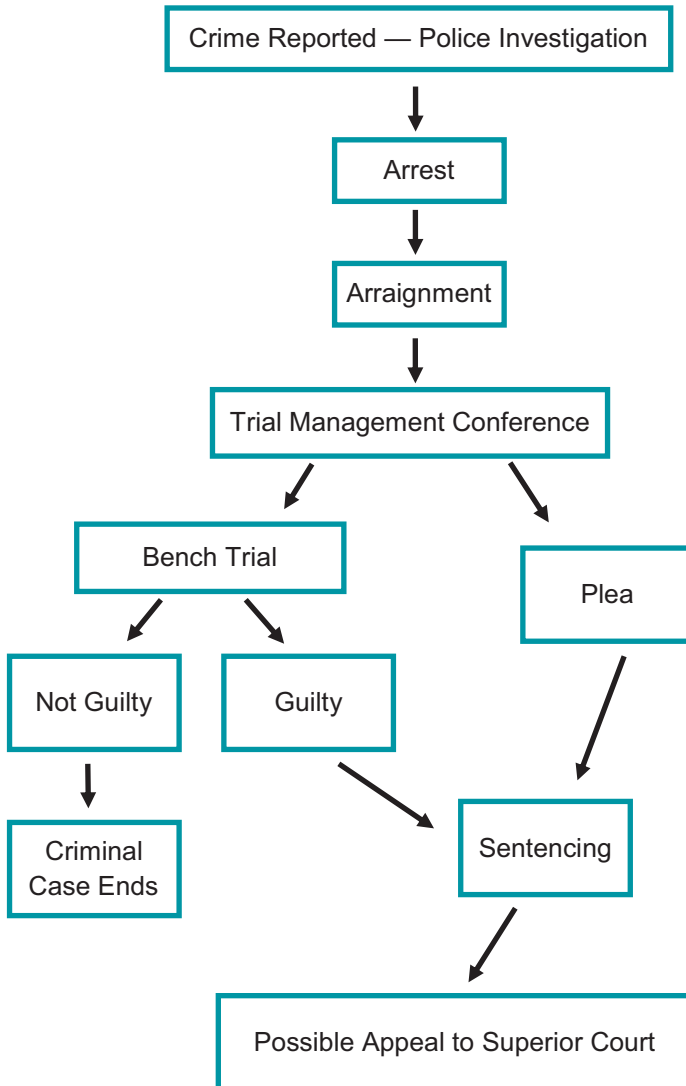 Crime Reported — Police Investigation
Arrest
Arraignment
Trial Management Conference
Bench Trial
Plea
Not Guilty
Guilty
Criminal
Case Ends
Sentencing
Possible Appeal to Superior Court